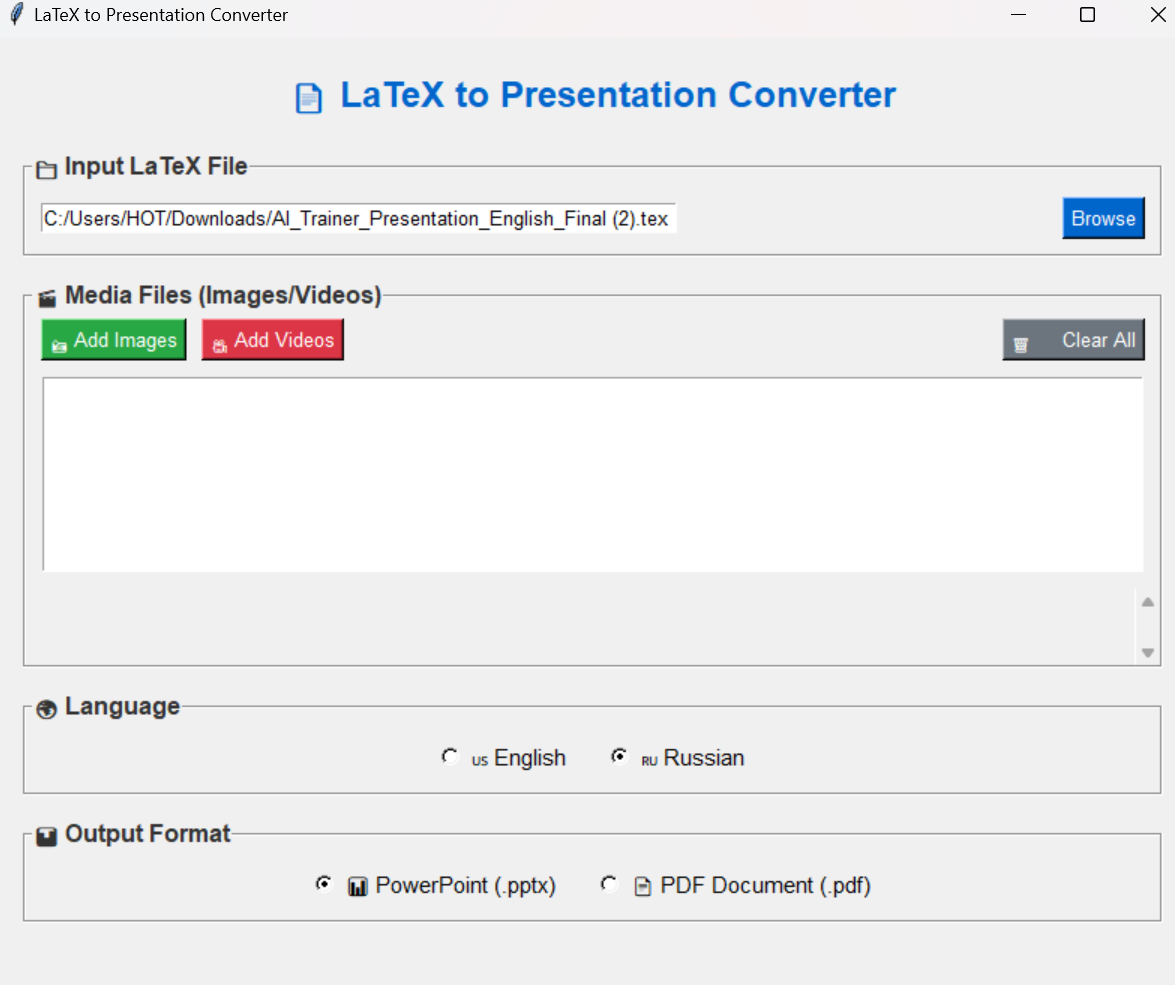 LaTeX to Presentation Converter
LaTeX to Presentation Converter
Input LaTeX File
C:/Users/HOT/Downloads/AI_Trainer_Presentation_English_Final (2).tex
Browse
Media Files (Images/Videos)
Add Images Add Videos Clear All
Language
US English RU Russian
Output Format
PowerPoint (.pptx) PDF Document (.pdf)